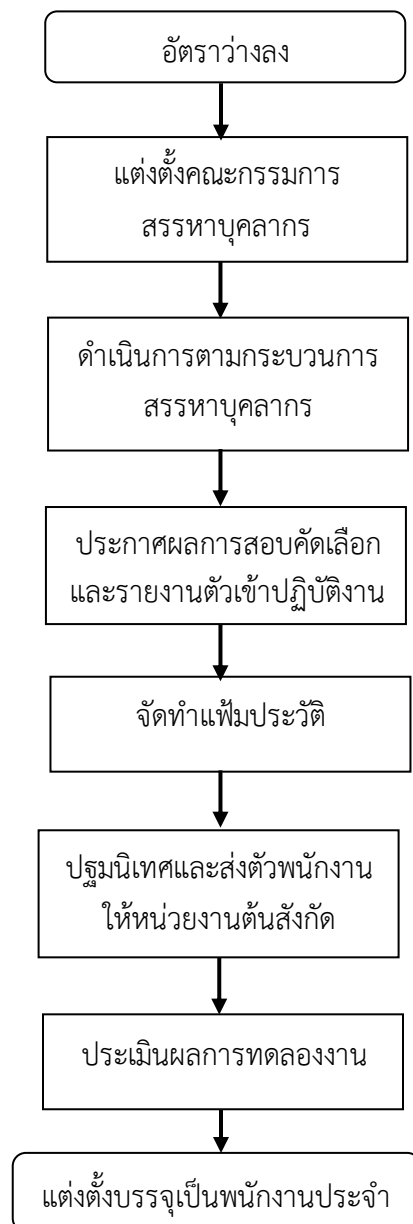 อัตราว่างลง
แต่งตั้งคณะกรรมการ
สรรหาบุคลากร
ดำเนินการตามกระบวนการ
สรรหาบุคลากร
ประกาศผลการสอบคัดเลือก
และรายงานตัวเข้าปฏิบัติงาน
จัดทำแฟ้มประวัติ
ปฐมนิเทศและส่งตัวพนักงาน
ให้หน่วยงานต้นสังกัด
ประเมินผลการทดลองงาน
แต่งตั้งบรรจุเป็นพนักงานประจำ